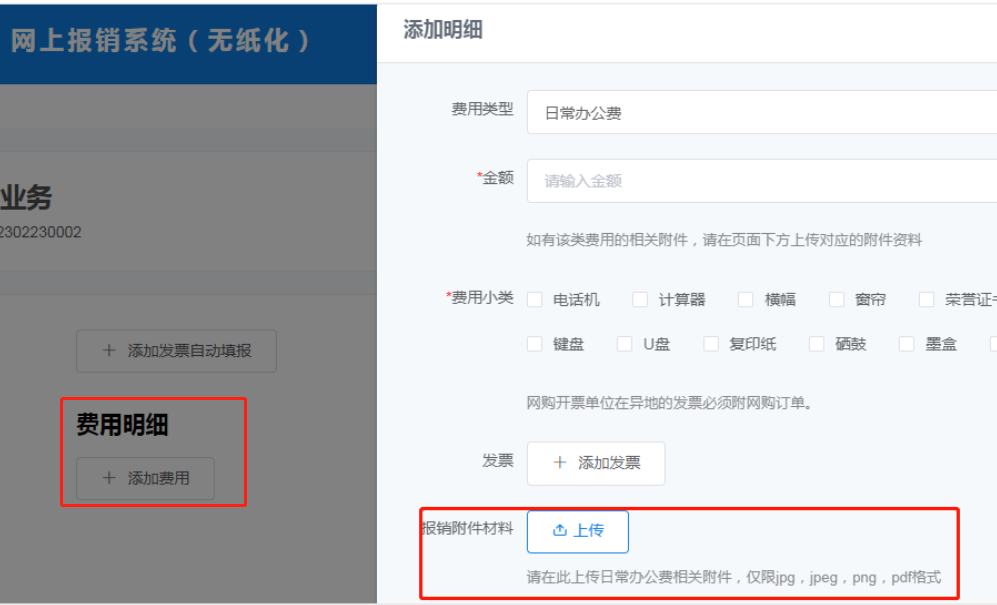 网上报销系统（无纸化）
业务
2302230002
+ 添加发票自动填报
费用明细
+ 添加费用
添加明细
费用类型 日常办公费
*金额 请输入金额
如有该类费用的相关附件，请在页面下方上传对应的附件资料
*费用小类 电话机 计算器 横幅 窗帘 荣誉证
键盘 U盘 复印纸 硒鼓 墨盒
网购开票单位在异地的发票必须附网购订单。
发票 + 添加发票
报销附件材料 上传
请在此上传日常办公费相关附件，仅限jpg，jpeg，png，pdf格式